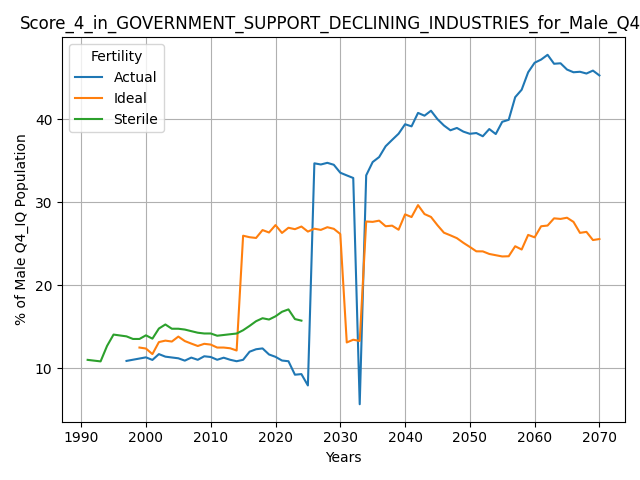 Score_4_in_GOVERNMENT_SUPPORT_DECLINING_INDUSTRIES_for_Male_Q4
Fertility
Actual
Ideal
Sterile
% of Male Q4_IQ Population
40
30
20
10
1990 2000 2010 2020 2030 2040 2050 2060 2070
Years